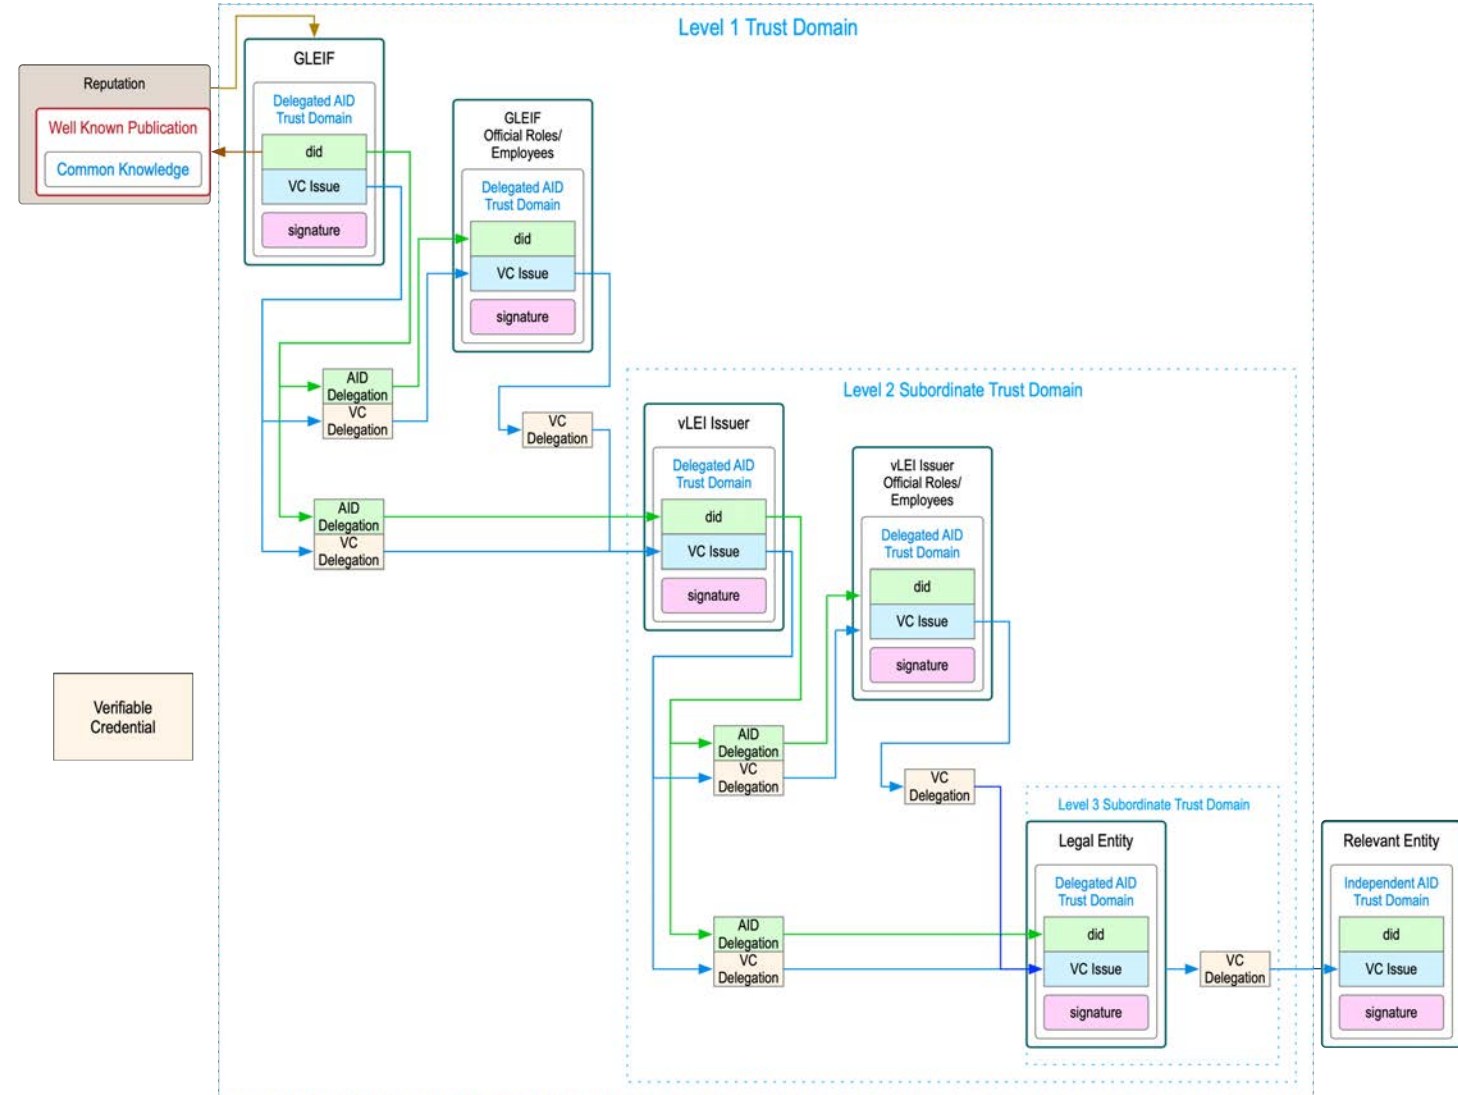 Level 1 Trust Domain
GLEIF
Delegated AID
Trust Domain
did
VC Issue
signature
Reputation
Well Known Publication
Common Knowledge
GLEIF
Official Roles/
Employees
Delegated AID
Trust Domain
did
VC Issue
signature
AID
Delegation
VC
Delegation
VC
Delegation
AID
Delegation
VC
Delegation
Level 2 Subordinate Trust Domain
vLEI Issuer
Delegated AID
Trust Domain
did
VC Issue
signature
vLEI Issuer
Official Roles/
Employees
Delegated AID
Trust Domain
did
VC Issue
signature
Verifiable
Credential
AID
Delegation
VC
Delegation
VC
Delegation
AID
Delegation
VC
Delegation
Level 3 Subordinate Trust Domain
Legal Entity
Delegated AID
Trust Domain
did
VC Issue
signature
VC
Delegation
Relevant Entity
Independent AID
Trust Domain
did
VC Issue
signature